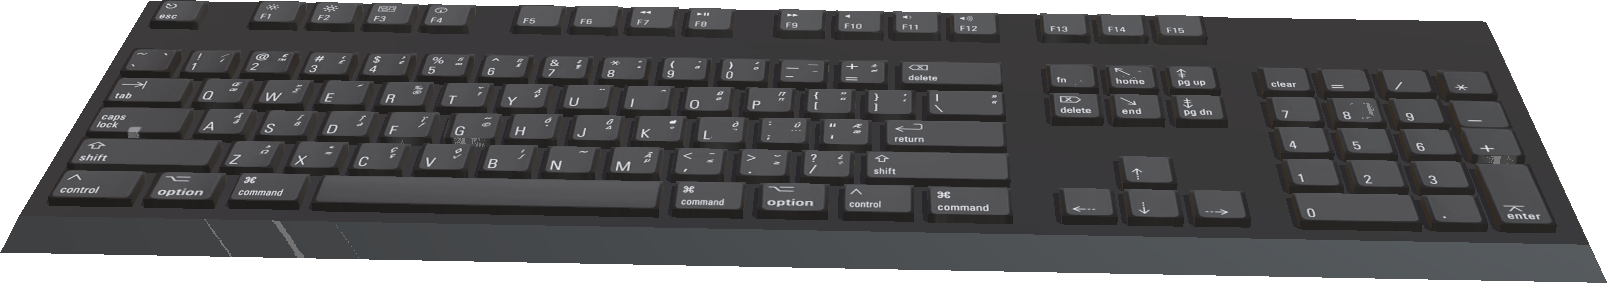 esc F1 F2 F3 F4 F5 F6 F7 F8 F9 F10 F11 F12 F13 F14 F15
~ ` ! 1 @ 2 # 3 $ 4 % 5 ^ 6 & 7 * 8 ( 9 ) 0 — - + = delete fn home pg up clear = / *
tab Q W E R T Y U I O P { [ } ] | \ delete end pg dn 7 8 9 —
caps lock A S D F G H J K L : ; " ' return 4 5 6 +
shift Z X C V B N M < , > . ? / shift ↑ 1 2 3
control option ⌘ command ⌘ command option control ⌘ command ← ↓ → 0 . enter